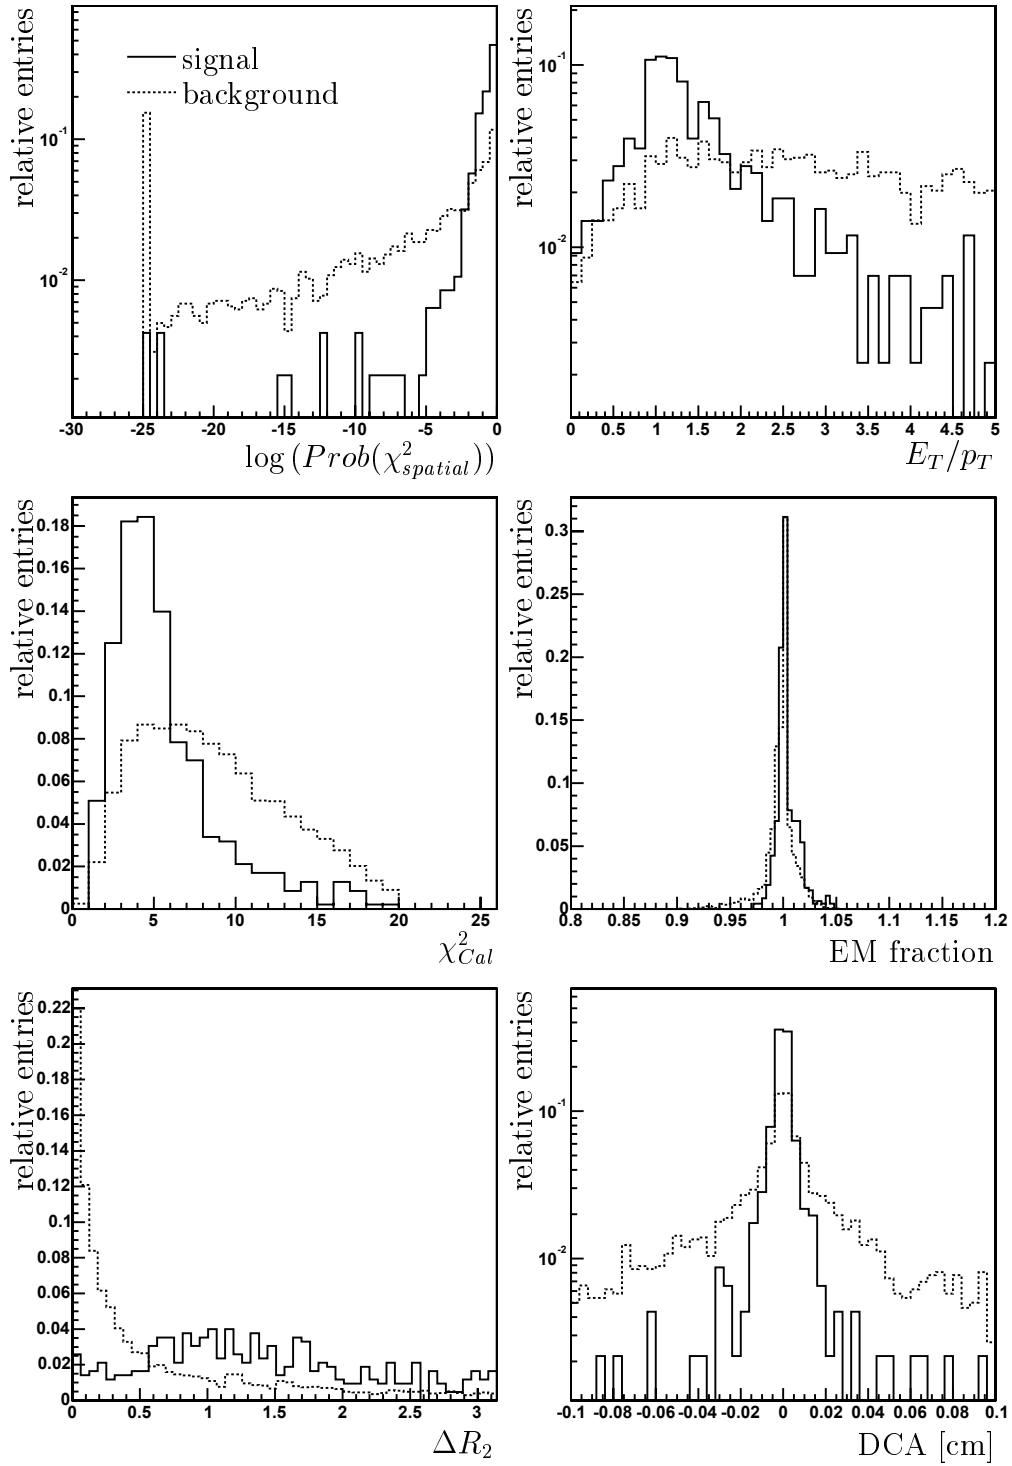 relative entries
signal
background
10⁻¹
10⁻²
-30 -25 -20 -15 -10 -5 0
log (Prob(χ²spatial))
relative entries
10⁻¹
10⁻²
0 0.5 1 1.5 2 2.5 3 3.5 4 4.5 5
E_T/p_T
relative entries
0.18
0.16
0.14
0.12
0.1
0.08
0.06
0.04
0.02
0
0 5 10 15 20 25
χ²Cal
relative entries
0.3
0.25
0.2
0.15
0.1
0.05
0
0.8 0.85 0.9 0.95 1 1.05 1.1 1.15 1.2
EM fraction
relative entries
0.22
0.2
0.18
0.16
0.14
0.12
0.1
0.08
0.06
0.04
0.02
0
0 0.5 1 1.5 2 2.5 3
ΔR₂
relative entries
10⁻¹
10⁻²
-0.1 -0.08 -0.06 -0.04 -0.02 0 0.02 0.04 0.06 0.08 0.1
DCA [cm]